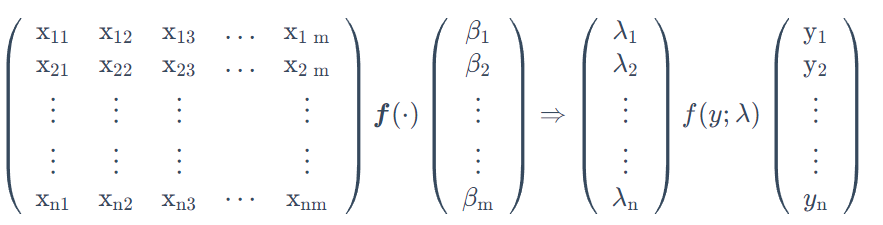 x₁₁ x₁₂ x₁₃ … x₁ ₘ f(·) β₁ ⇒ λ₁ f(y; λ) y₁
x₂₁ x₂₂ x₂₃ … x₂ ₘ β₂ λ₂ y₂
⋮ ⋮ ⋮ ⋮ ⋮ ⋮ ⋮
⋮ ⋮ ⋮ ⋮ ⋮ ⋮ ⋮
xₙ₁ xₙ₂ xₙ₃ ⋯ xₙₘ βₘ λₙ yₙ